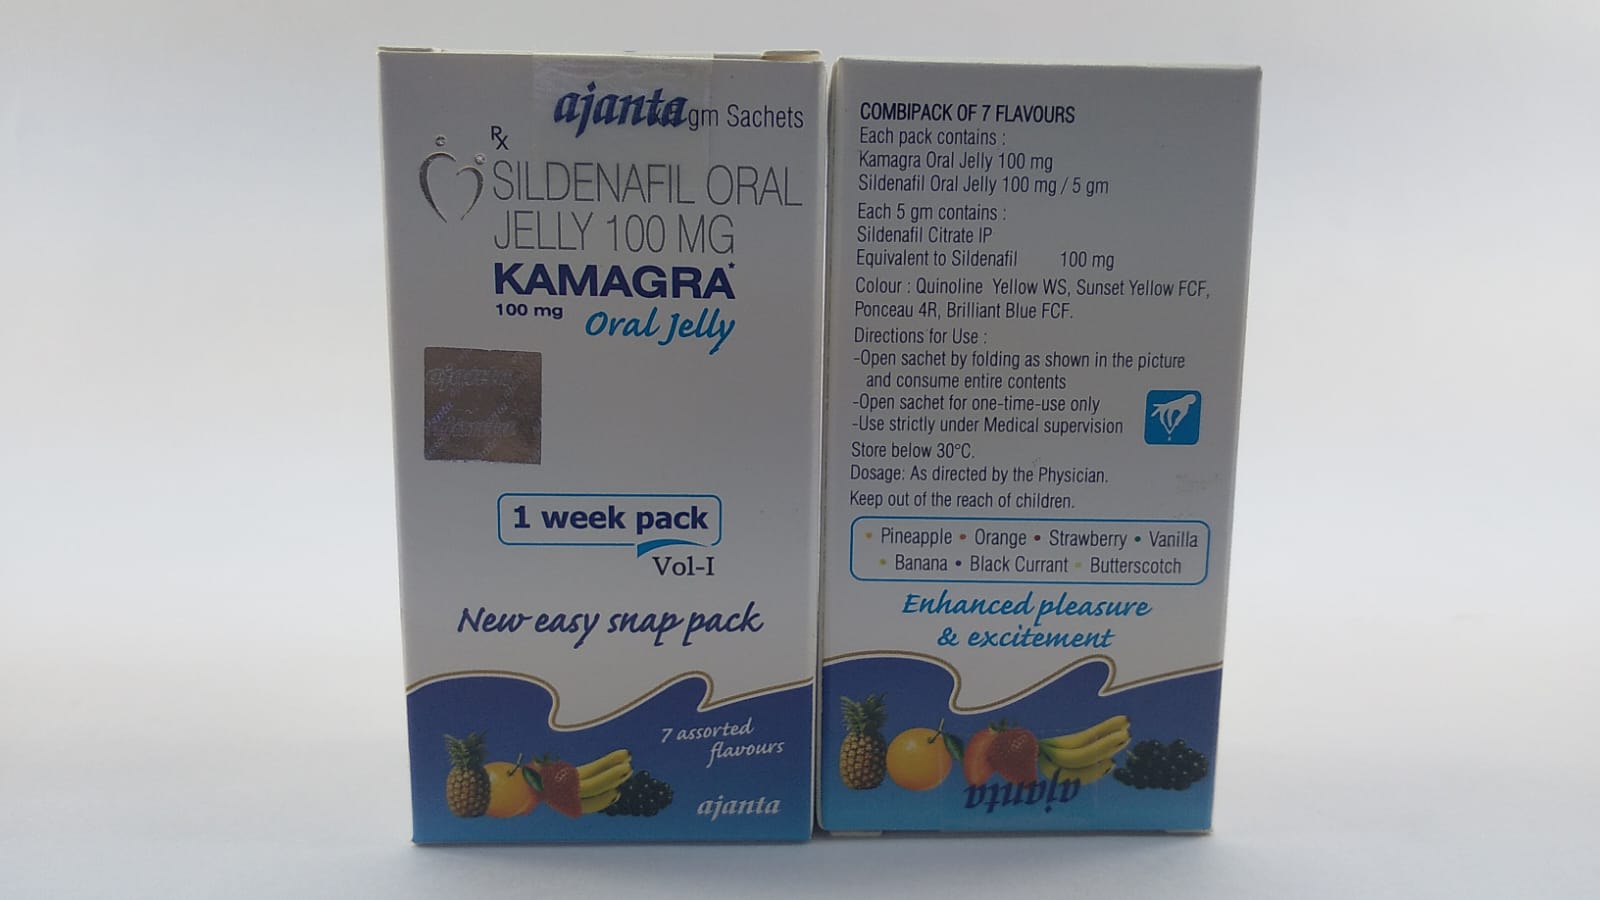 ajanta
gm Sachets
Rx
SILDENAFIL ORAL
JELLY 100 MG
KAMAGRA*
100 mg Oral Jelly
ajanta
1 week pack
Vol-I
New easy snap pack
7 assorted
flavours
ajanta
COMBIPACK OF 7 FLAVOURS
Each pack contains :
Kamagra Oral Jelly 100 mg
Sildenafil Oral Jelly 100 mg / 5 gm
Each 5 gm contains :
Sildenafil Citrate IP
Equivalent to Sildenafil 100 mg
Colour : Quinoline Yellow WS, Sunset Yellow FCF,
Ponceau 4R, Brilliant Blue FCF.
Directions for Use :
-Open sachet by folding as shown in the picture
and consume entire contents
-Open sachet for one-time-use only
-Use strictly under Medical supervision
Store below 30°C.
Dosage: As directed by the Physician.
Keep out of the reach of children.
• Pineapple • Orange • Strawberry • Vanilla
• Banana • Black Currant • Butterscotch
Enhanced pleasure
& excitement
ajanta